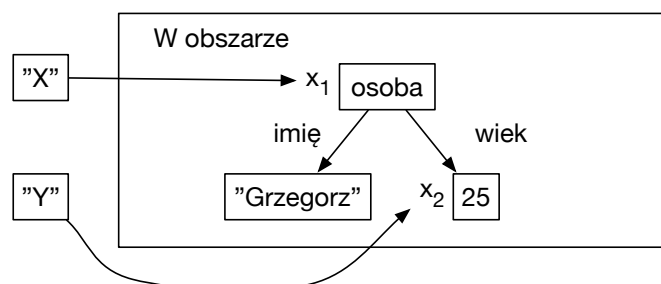 W obszarze
”X”
x₁
osoba
imię
wiek
”Y”
”Grzegorz”
x₂
25